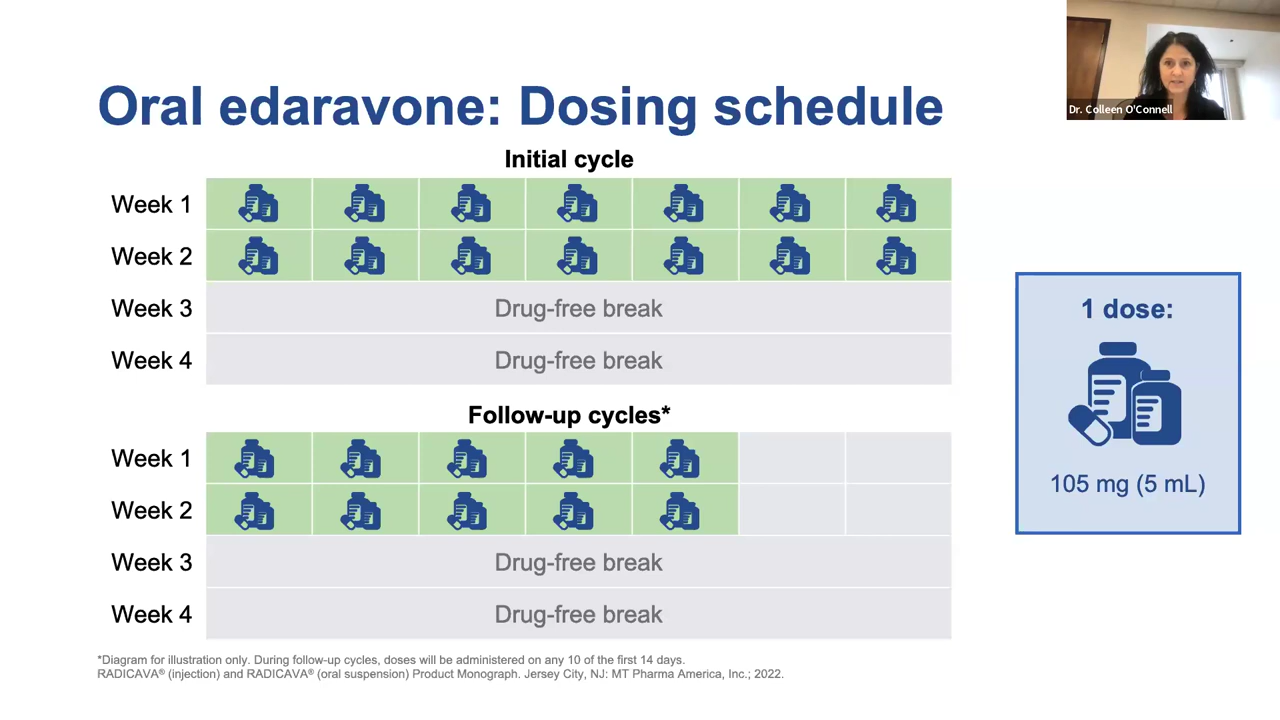 Dr. Colleen O'Connell
Oral edaravone: Dosing schedule
Initial cycle
Week 1
Week 2
Week 3 Drug-free break
Week 4 Drug-free break
Follow-up cycles*
Week 1
Week 2
Week 3 Drug-free break
Week 4 Drug-free break
1 dose:
105 mg (5 mL)
*Diagram for illustration only. During follow-up cycles, doses will be administered on any 10 of the first 14 days.
RADICAVA® (injection) and RADICAVA® (oral suspension) Product Monograph. Jersey City, NJ: MT Pharma America, Inc.; 2022.